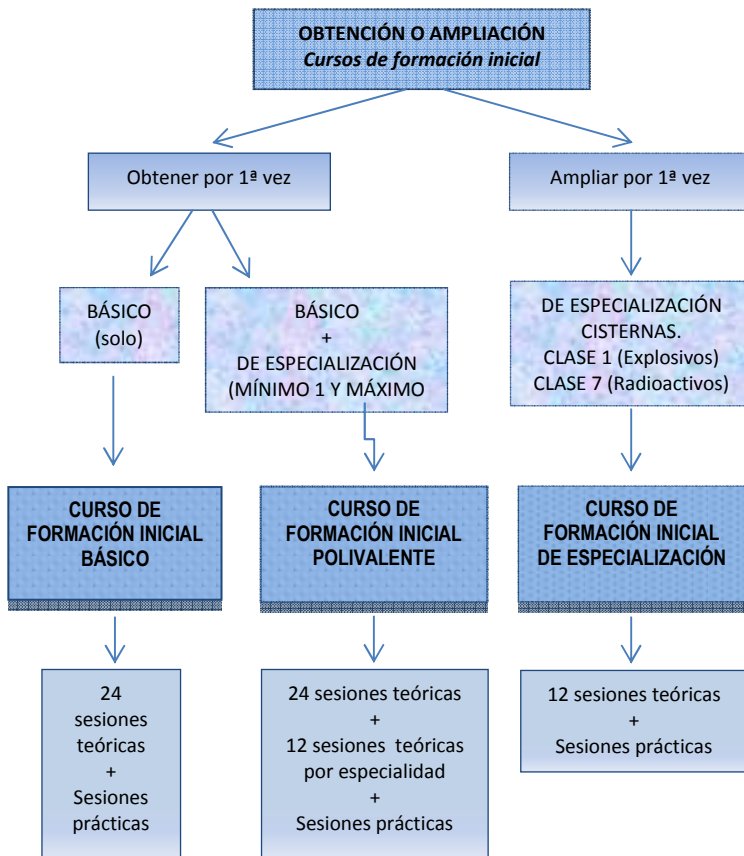 OBTENCIÓN O AMPLIACIÓN
Cursos de formación inicial
Obtener por 1ª vez
Ampliar por 1ª vez
BÁSICO
(solo)
BÁSICO
+
DE ESPECIALIZACIÓN
(MÍNIMO 1 Y MÁXIMO
DE ESPECIALIZACIÓN
CISTERNAS.
CLASE 1 (Explosivos)
CLASE 7 (Radioactivos)
CURSO DE
FORMACIÓN INICIAL
BÁSICO
CURSO DE
FORMACIÓN INICIAL
POLIVALENTE
CURSO DE
FORMACIÓN INICIAL
DE ESPECIALIZACIÓN
24
sesiones
teóricas
+
Sesiones
prácticas
24 sesiones teóricas
+
12 sesiones teóricas
por especialidad
+
Sesiones prácticas
12 sesiones teóricas
+
Sesiones prácticas